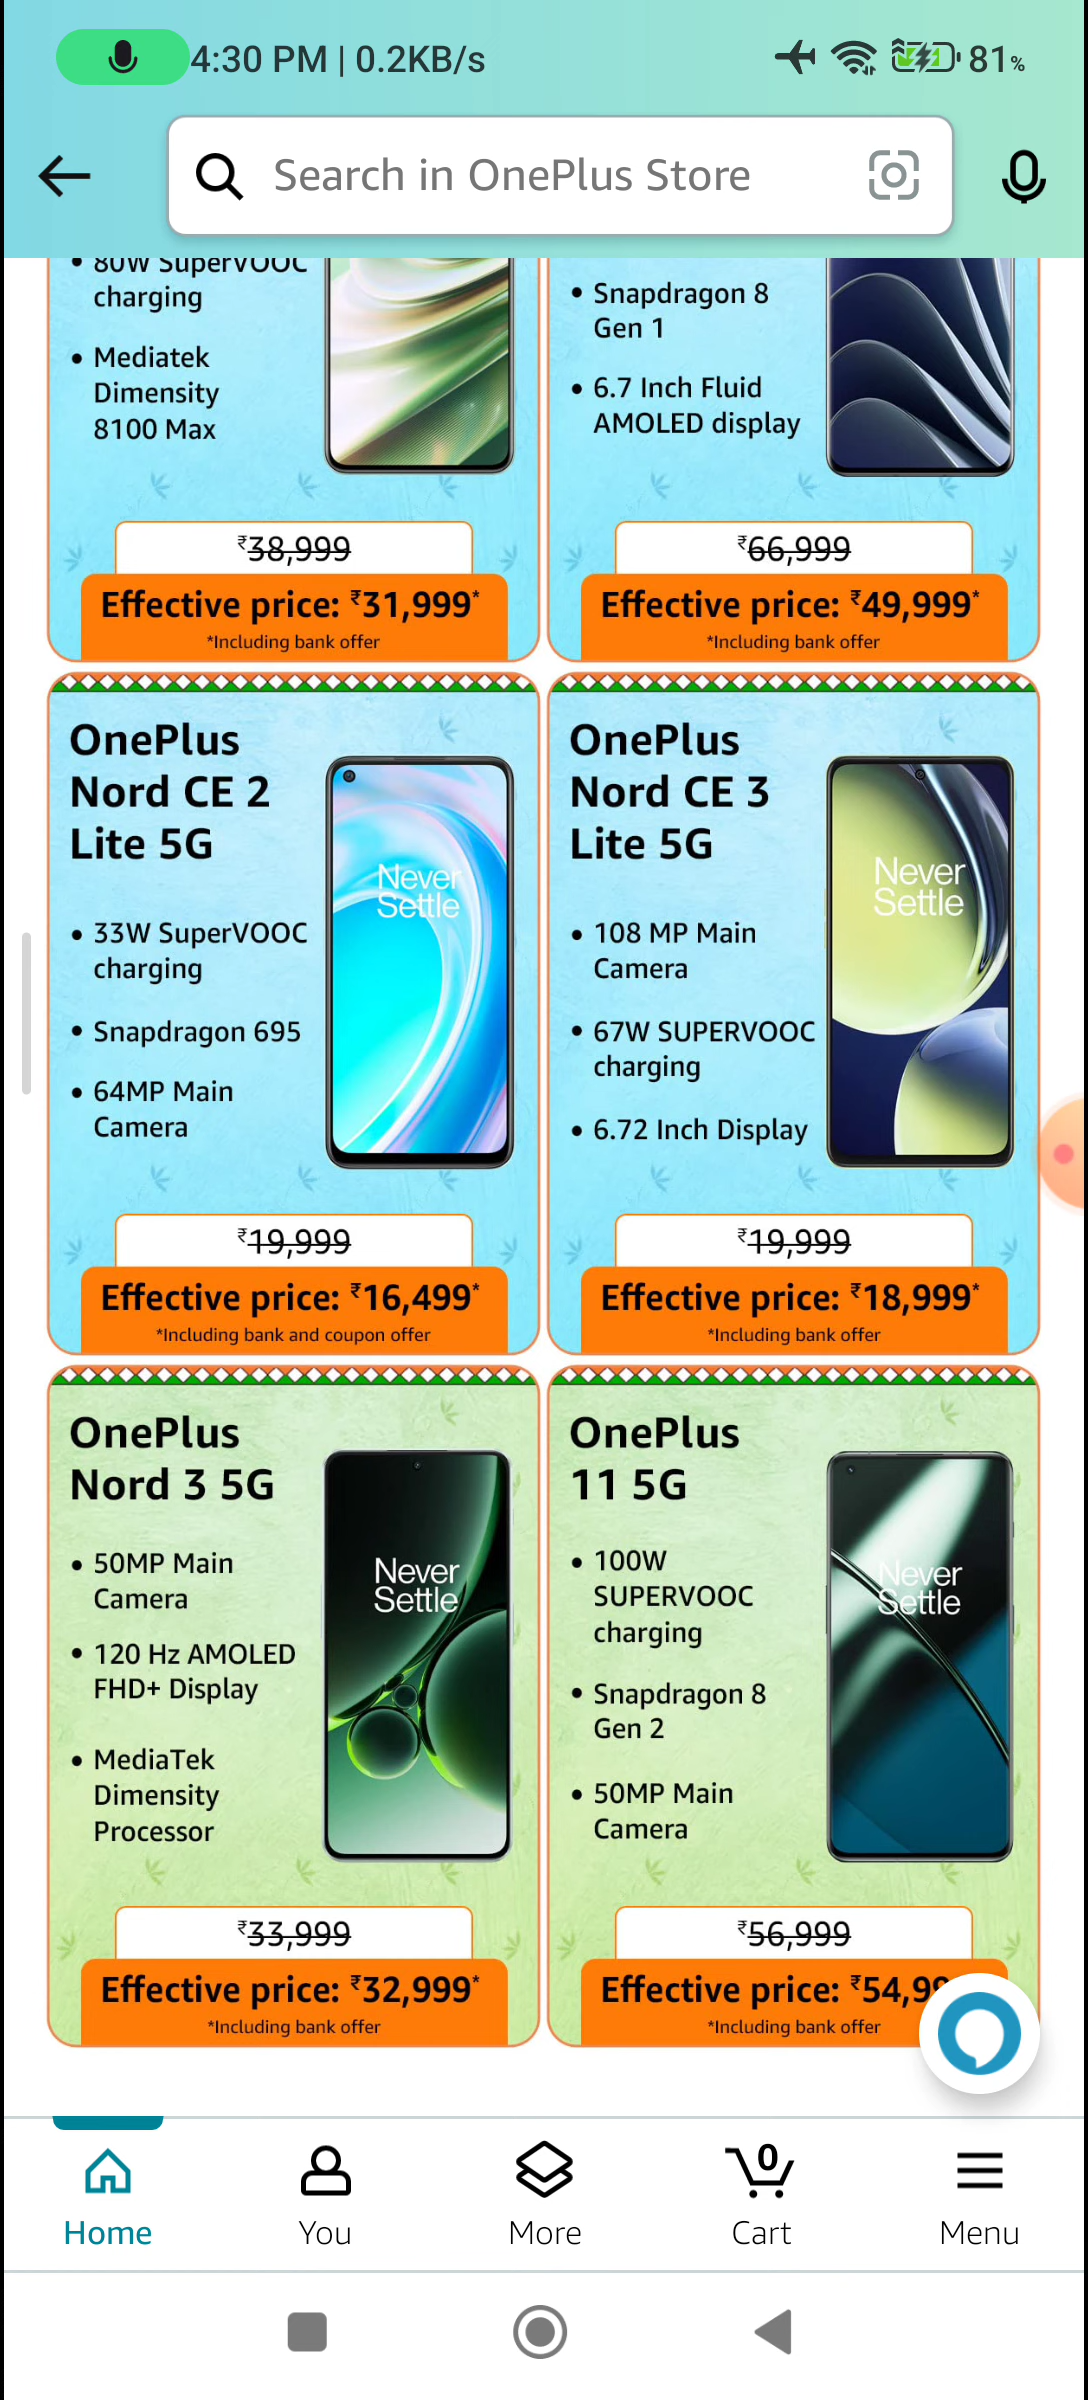 4:30 PM | 0.2KB/s
81%
Search in OnePlus Store
• 80W SuperVOOC
charging
• Mediatek
Dimensity
8100 Max
₹38,999
Effective price: ₹31,999*
*Including bank offer
• Snapdragon 8
Gen 1
• 6.7 Inch Fluid
AMOLED display
₹66,999
Effective price: ₹49,999*
*Including bank offer
OnePlus
Nord CE 2
Lite 5G
• 33W SuperVOOC
charging
• Snapdragon 695
• 64MP Main
Camera
Never
Settle
₹19,999
Effective price: ₹16,499*
*Including bank and coupon offer
OnePlus
Nord CE 3
Lite 5G
• 108 MP Main
Camera
• 67W SUPERVOOC
charging
• 6.72 Inch Display
Never
Settle
₹19,999
Effective price: ₹18,999*
*Including bank offer
OnePlus
Nord 3 5G
• 50MP Main
Camera
• 120 Hz AMOLED
FHD+ Display
• MediaTek
Dimensity
Processor
Never
Settle
₹33,999
Effective price: ₹32,999*
*Including bank offer
OnePlus
11 5G
• 100W
SUPERVOOC
charging
• Snapdragon 8
Gen 2
• 50MP Main
Camera
Never
Settle
₹56,999
Effective price: ₹54,99
*Including bank offer
0
Home
You
More
Cart
Menu